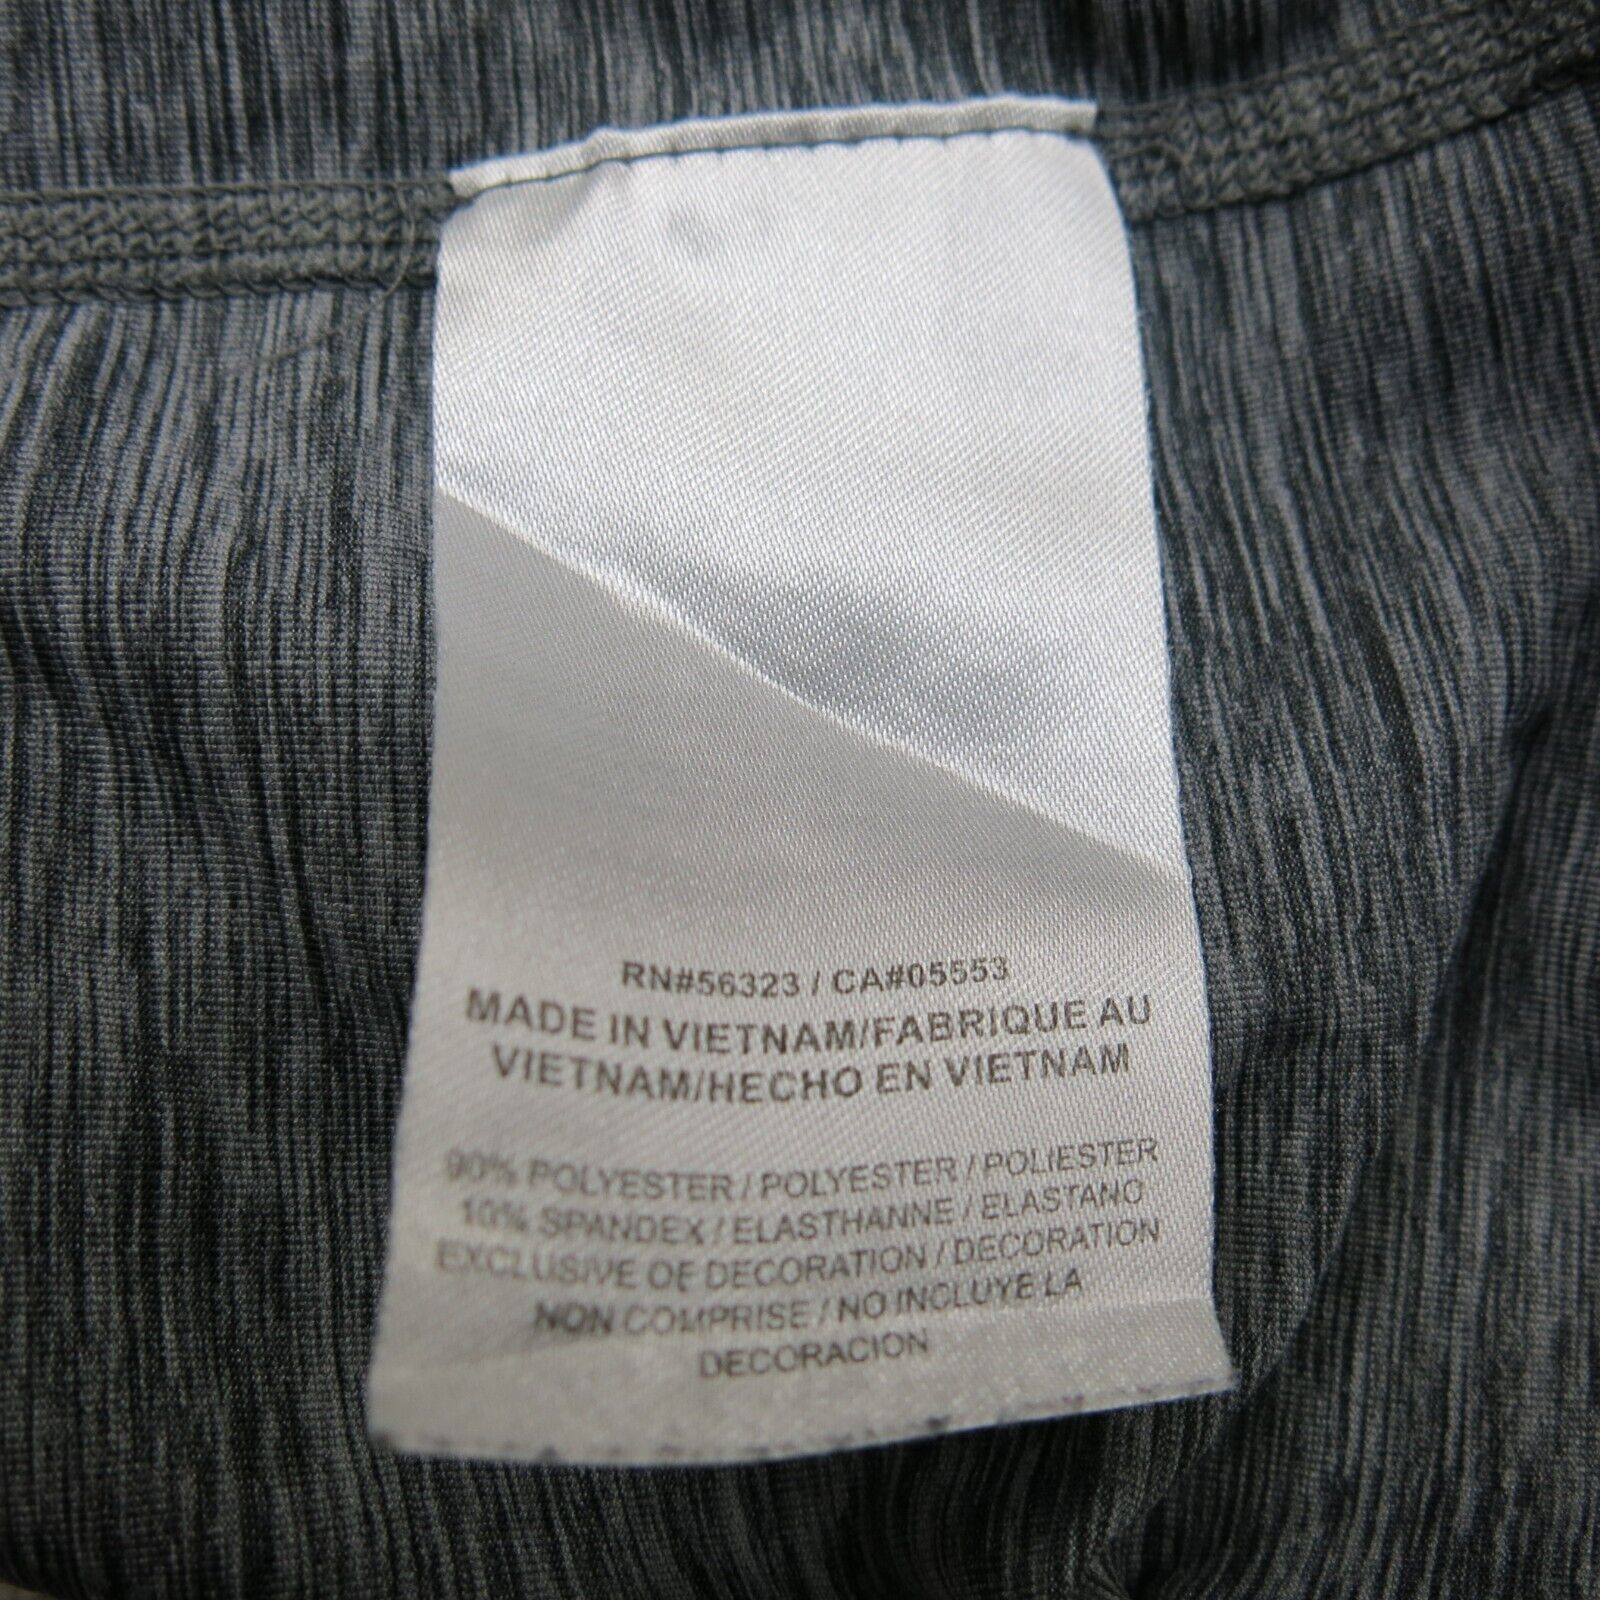 RN#56323 / CA#05553
MADE IN VIETNAM/FABRIQUE AU
VIETNAM/HECHO EN VIETNAM
90% POLYESTER / POLYESTER / POLIESTER
10% SPANDEX / ELASTHANNE / ELASTANO
EXCLUSIVE OF DECORATION / DECORATION
NON COMPRISE / NO INCLUYE LA
DECORACION